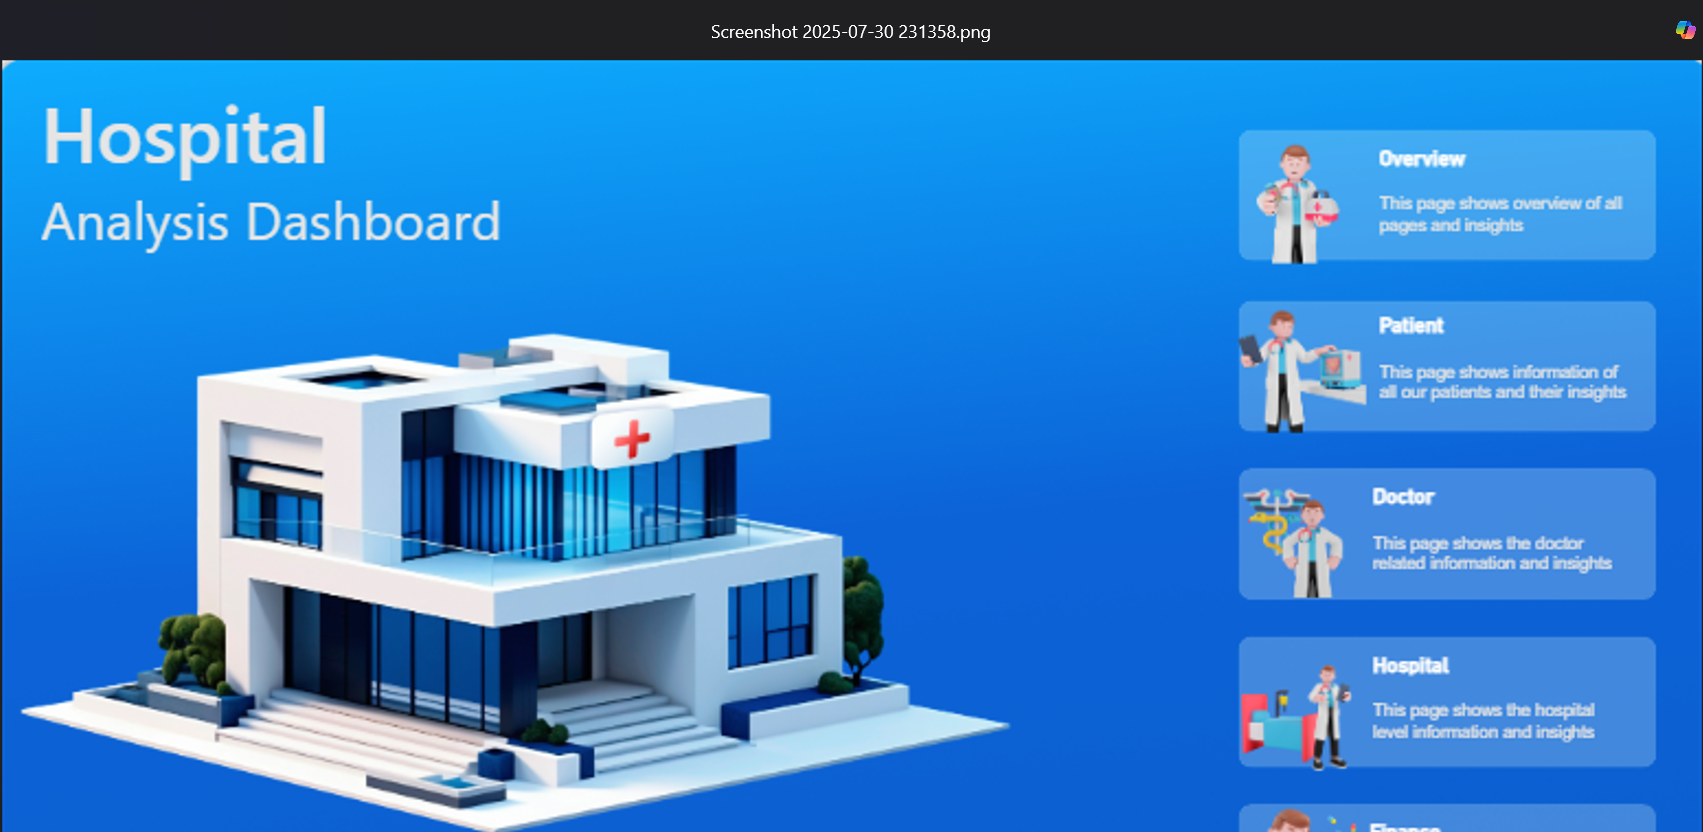 Screenshot 2025-07-30 231358.png
Hospital
Analysis Dashboard
Overview
This page shows overview of all
pages and insights
Patient
This page shows information of
all our patients and their insights
Doctor
This page shows the doctor
related information and insights
Hospital
This page shows the hospital
level information and insights
Finance